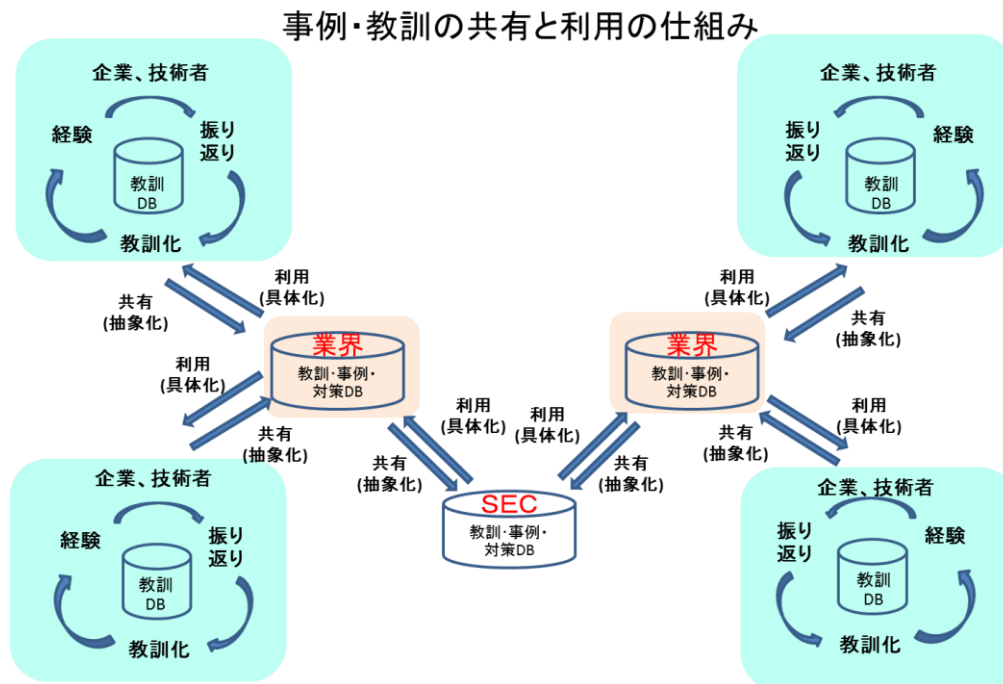 事例・教訓の共有と利用の仕組み
企業、技術者
経験
振り
返り
教訓
DB
教訓化
企業、技術者
振り
返り
経験
教訓
DB
教訓化
利用
(具体化)
共有
(抽象化)
利用
(具体化)
共有
(抽象化)
業界
教訓・事例・
対策DB
業界
教訓・事例・
対策DB
利用
(具体化)
共有
(抽象化)
利用
(具体化)
共有
(抽象化)
利用
(具体化)
共有
(抽象化)
利用
(具体化)
共有
(抽象化)
SEC
教訓・事例・
対策DB
企業、技術者
経験
振り
返り
教訓
DB
教訓化
企業、技術者
振り
返り
経験
教訓
DB
教訓化